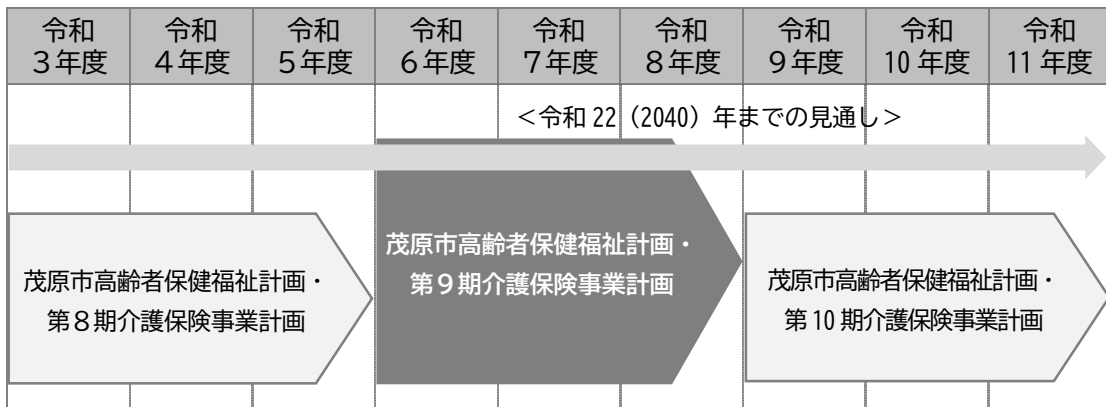 令和 令和 令和 令和 令和 令和 令和 令和 令和
３年度 ４年度 ５年度 ６年度 ７年度 ８年度 ９年度 10 年度 11 年度
＜令和 22（2040）年までの見通し＞
茂原市高齢者保健福祉計画・
第８期介護保険事業計画
茂原市高齢者保健福祉計画・
第９期介護保険事業計画
茂原市高齢者保健福祉計画・
第 10 期介護保険事業計画